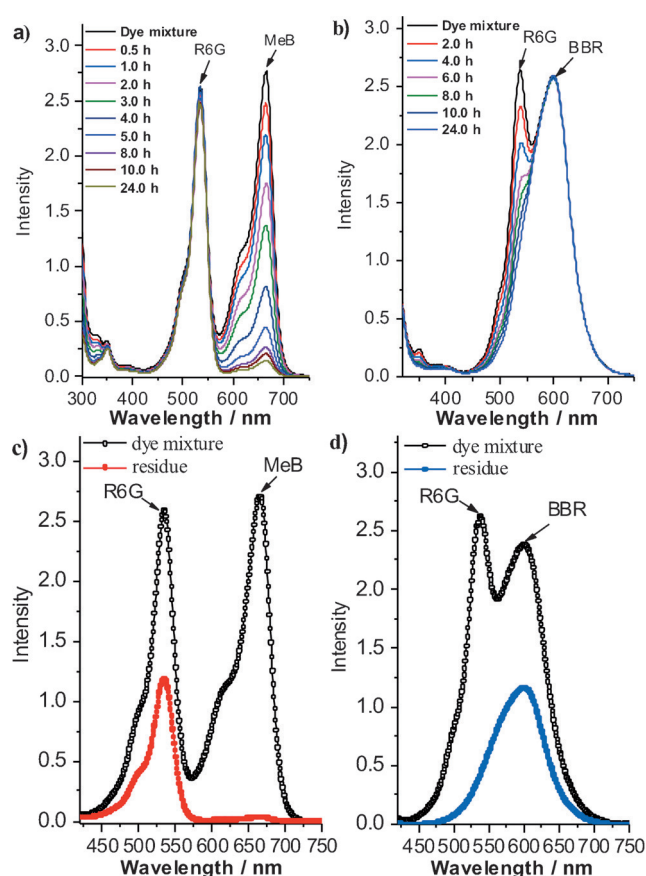 a)
Dye mixture
0.5 h
1.0 h
2.0 h
3.0 h
4.0 h
5.0 h
8.0 h
10.0 h
24.0 h
R6G
MeB
3.0
2.5
2.0
1.5
1.0
0.5
0.0
Intensity
300 400 500 600 700
Wavelength / nm
b)
Dye mixture
2.0 h
4.0 h
6.0 h
8.0 h
10.0 h
24.0 h
R6G
BBR
3.0
2.5
2.0
1.5
1.0
0.5
0.0
Intensity
400 500 600 700
Wavelength / nm
c)
dye mixture
residue
R6G
MeB
3.0
2.5
2.0
1.5
1.0
0.5
0.0
Intensity
450 500 550 600 650 700 750
Wavelength / nm
d)
dye mixture
residue
R6G
BBR
3.0
2.5
2.0
1.5
1.0
0.5
0.0
Intensity
450 500 550 600 650 700 750
Wavelength / nm